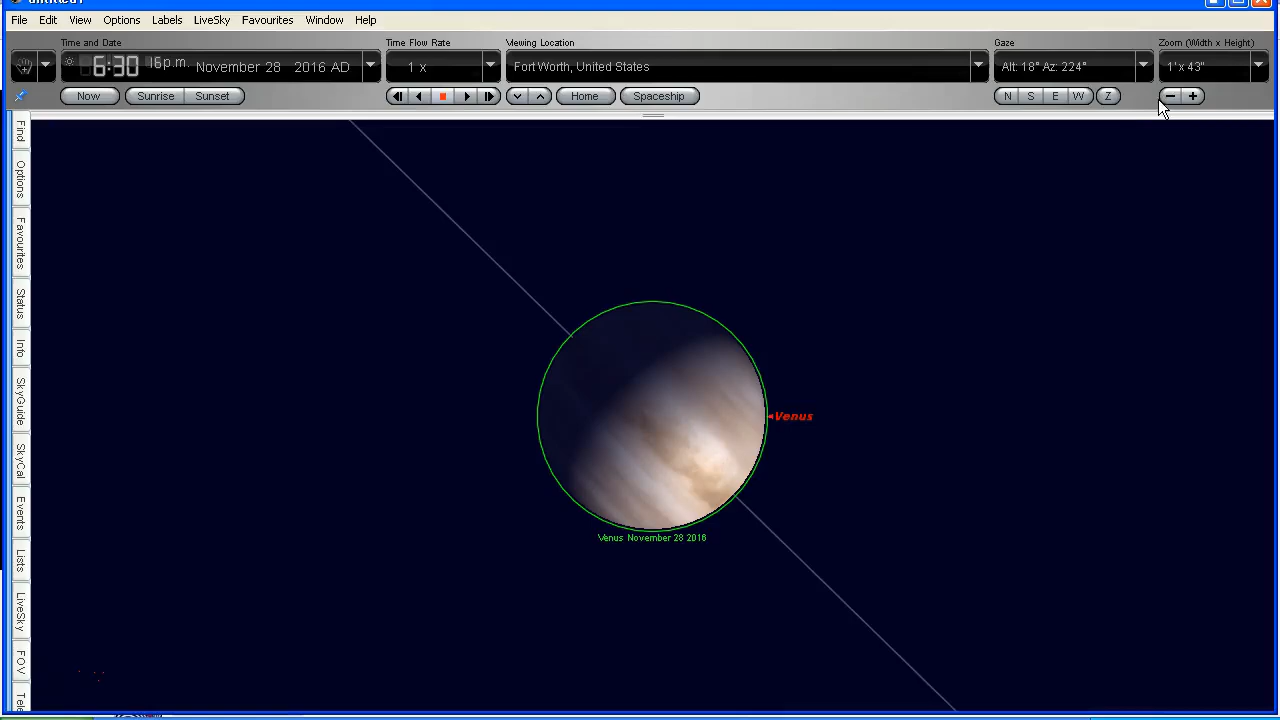 File Edit View Options Labels LiveSky Favourites Window Help
Time and Date Time Flow Rate Viewing Location Gaze Zoom (Width x Height)
6:30 16 p.m. November 28 2016 AD 1 x Fort Worth, United States Alt: 18° Az: 224° 1' x 43"
Now Sunrise Sunset Home Spaceship N S E W Z
Find
Options
Favourites
Status
Info
SkyGuide
SkyCal
Events
Lists
LiveSky
FOV
Tele
Venus
Venus November 28 2016